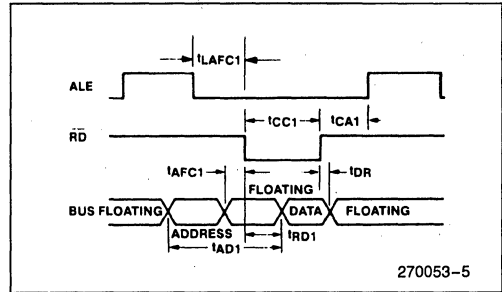 tLAFC1
ALE
tCC1
tCA1
RD
tAFC1
tDR
FLOATING
BUS FLOATING
DATA
FLOATING
ADDRESS
tAD1
tRD1
270053-5